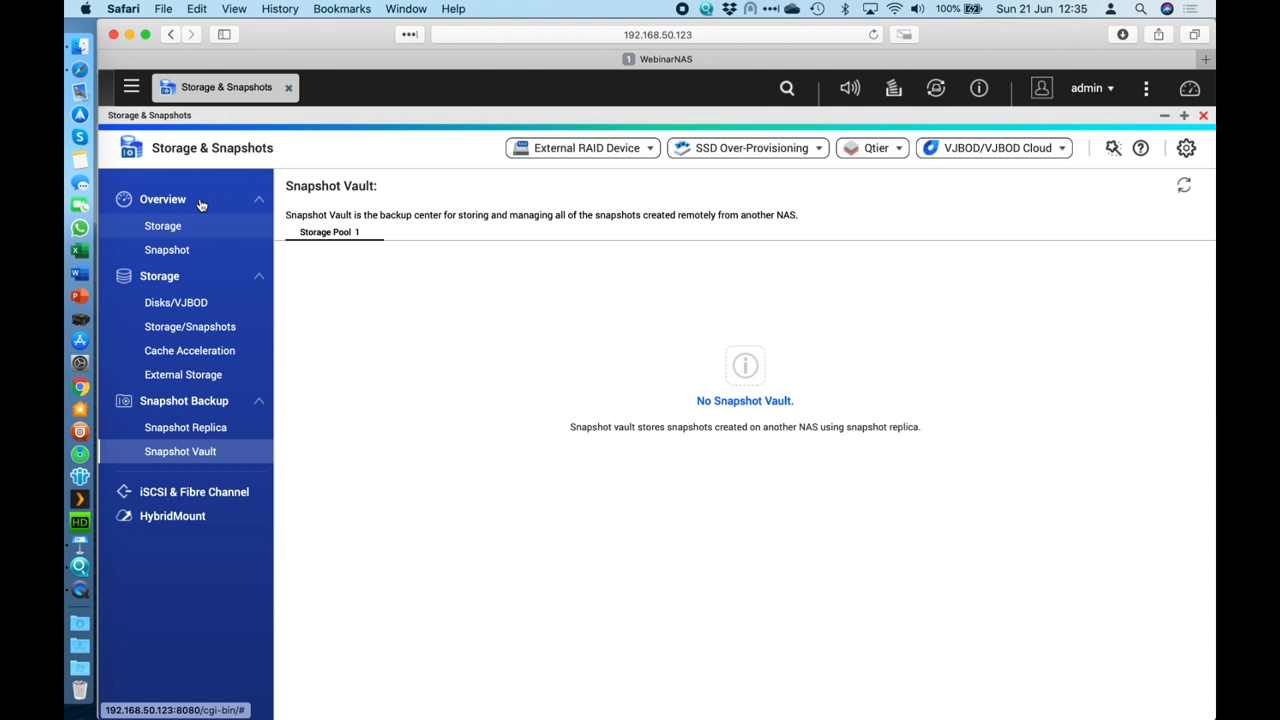 Safari File Edit View History Bookmarks Window Help 100% Sun 21 Jun 12:35
192.168.50.123
1 WebinarNAS
Storage & Snapshots
admin
Storage & Snapshots
Storage & Snapshots
External RAID Device
SSD Over-Provisioning
Qtier
VJBOD/VJBOD Cloud
Overview
Storage
Snapshot
Storage
Disks/VJBOD
Storage/Snapshots
Cache Acceleration
External Storage
Snapshot Backup
Snapshot Replica
Snapshot Vault
iSCSI & Fibre Channel
HybridMount
Snapshot Vault:
Snapshot Vault is the backup center for storing and managing all of the snapshots created remotely from another NAS.
Storage Pool 1
No Snapshot Vault.
Snapshot vault stores snapshots created on another NAS using snapshot replica.
HD
192.168.50.123:8080/cgi-bin/#